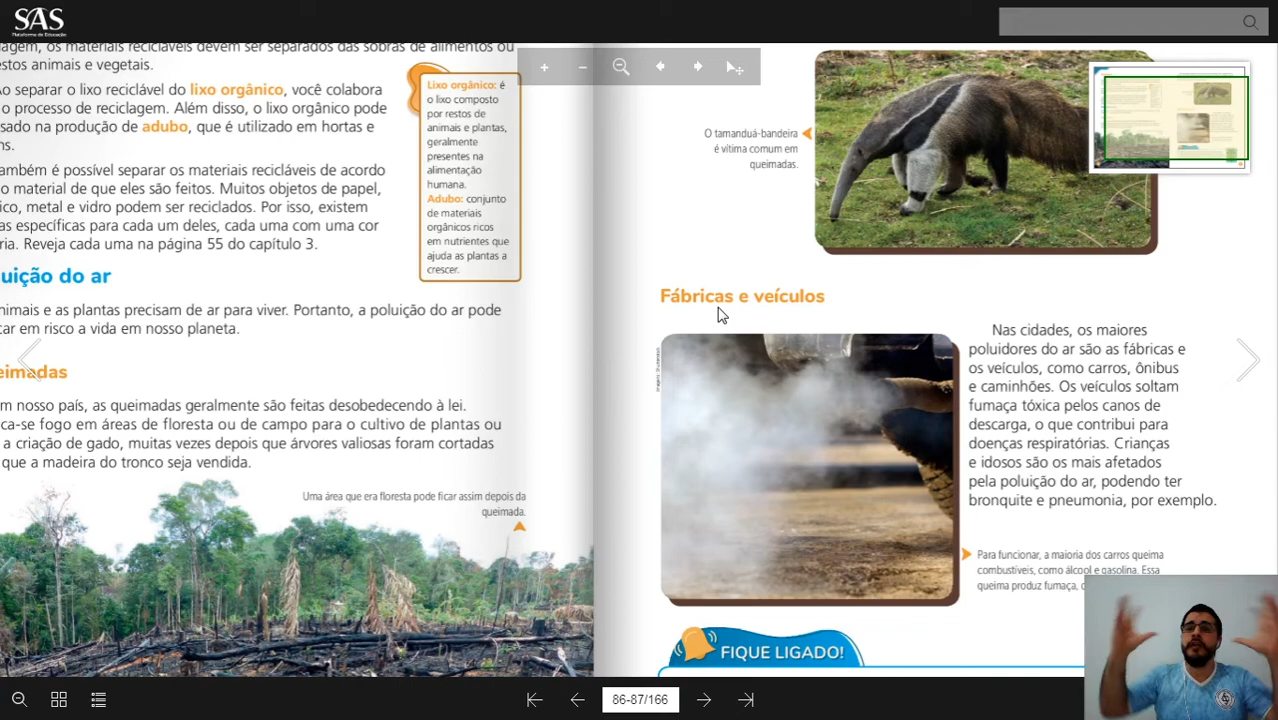 SAS
Plataforma de Educação
lagem, os materiais recicláveis devem ser separados das sobras de alimentos ou
estos animais e vegetais.
Ao separar o lixo reciclável do lixo orgânico, você colabora
o processo de reciclagem. Além disso, o lixo orgânico pode
sado na produção de adubo, que é utilizado em hortas e
ns.
ambém é possível separar os materiais recicláveis de acordo
o material de que eles são feitos. Muitos objetos de papel,
ico, metal e vidro podem ser reciclados. Por isso, existem
as específicas para cada um deles, cada uma com uma cor
ria. Reveja cada uma na página 55 do capítulo 3.
Lixo orgânico: é
o lixo composto
por restos de
animais e plantas,
geralmente
presentes na
alimentação
humana.
Adubo: conjunto
de materiais
orgânicos ricos
em nutrientes que
ajuda as plantas a
crescer.
uição do ar
nimais e as plantas precisam de ar para viver. Portanto, a poluição do ar pode
car em risco a vida em nosso planeta.
eimadas
m nosso país, as queimadas geralmente são feitas desobedecendo à lei.
ca-se fogo em áreas de floresta ou de campo para o cultivo de plantas ou
a criação de gado, muitas vezes depois que árvores valiosas foram cortadas
que a madeira do tronco seja vendida.
Uma área que era floresta pode ficar assim depois da
queimada.
O tamanduá-bandeira
é vítima comum em
queimadas.
Fábricas e veículos
Nas cidades, os maiores
poluidores do ar são as fábricas e
os veículos, como carros, ônibus
e caminhões. Os veículos soltam
fumaça tóxica pelos canos de
descarga, o que contribui para
doenças respiratórias. Crianças
e idosos são os mais afetados
pela poluição do ar, podendo ter
bronquite e pneumonia, por exemplo.
Para funcionar, a maioria dos carros queima
combustíveis, como álcool e gasolina. Essa
queima produz fumaça,
FIQUE LIGADO!
86-87/166